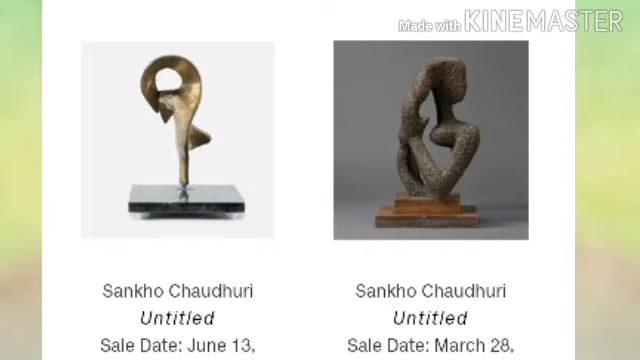 Made with KINEMASTER
Sankho Chaudhuri
Untitled
Sale Date: June 13,
Sankho Chaudhuri
Untitled
Sale Date: March 28,